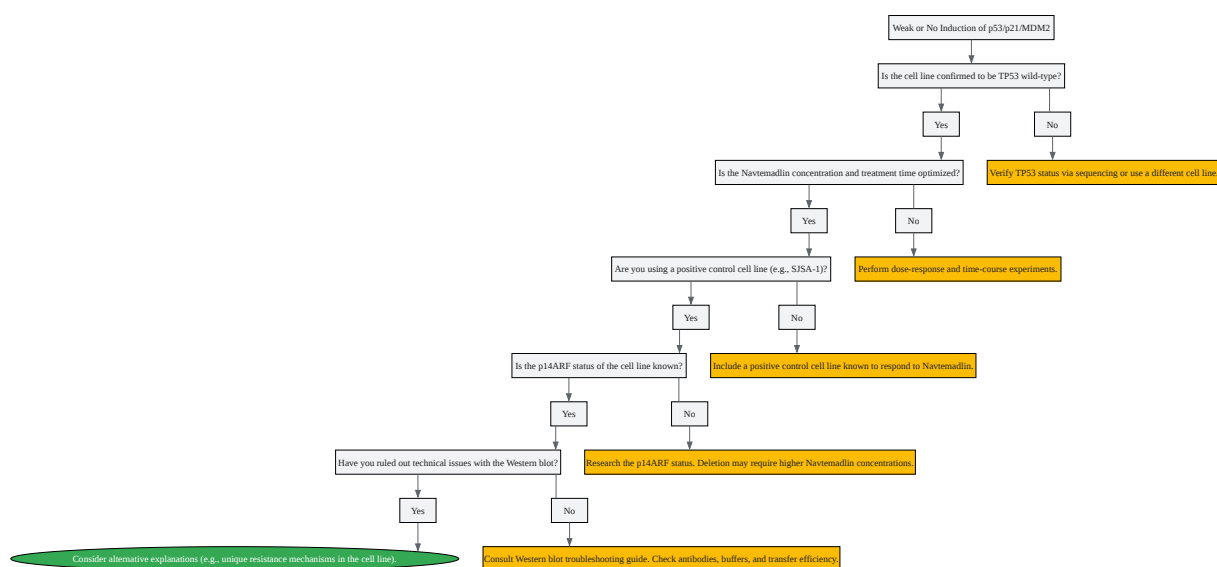 Weak or No Induction of p53/p21/MDM2
Is the cell line confirmed to be TP53 wild-type?
Yes
No
Is the Navtemadlin concentration and treatment time optimized?
Verify TP53 status via sequencing or use a different cell line.
Yes
No
Are you using a positive control cell line (e.g., SJSA-1)?
Perform dose-response and time-course experiments.
Yes
No
Is the p14ARF status of the cell line known?
Include a positive control cell line known to respond to Navtemadlin.
Yes
No
Have you ruled out technical issues with the Western blot?
Research the p14ARF status. Deletion may require higher Navtemadlin concentrations.
Yes
No
Consider alternative explanations (e.g., unique resistance mechanisms in the cell line).
Consult Western blot troubleshooting guide. Check antibodies, buffers, and transfer efficiency.